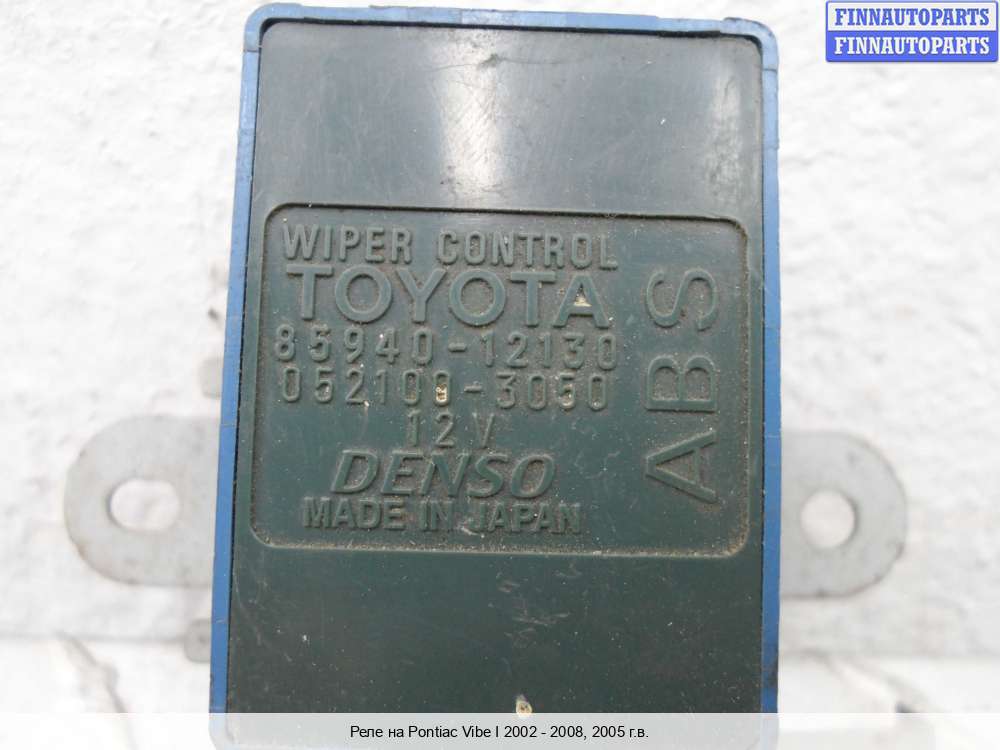 FINNAUTOPARTS
FINNAUTOPARTS
WIPER CONTROL
TOYOTA
85940-12130
052100-3050
12V
DENSO
MADE IN JAPAN
ABS
Реле на Pontiac Vibe I 2002 - 2008, 2005 г.в.